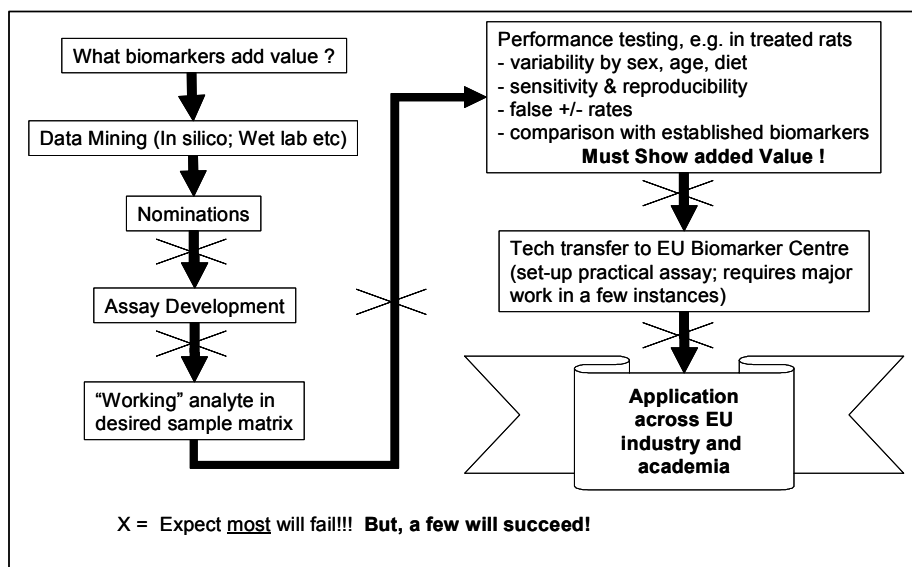 What biomarkers add value ?
Data Mining (In silico; Wet lab etc)
Nominations
Assay Development
“Working” analyte in
desired sample matrix
Performance testing, e.g. in treated rats
- variability by sex, age, diet
- sensitivity & reproducibility
- false +/- rates
- comparison with established biomarkers
Must Show added Value !
Tech transfer to EU Biomarker Centre
(set-up practical assay; requires major
work in a few instances)
Application
across EU
industry and
academia
X = Expect most will fail!!! But, a few will succeed!